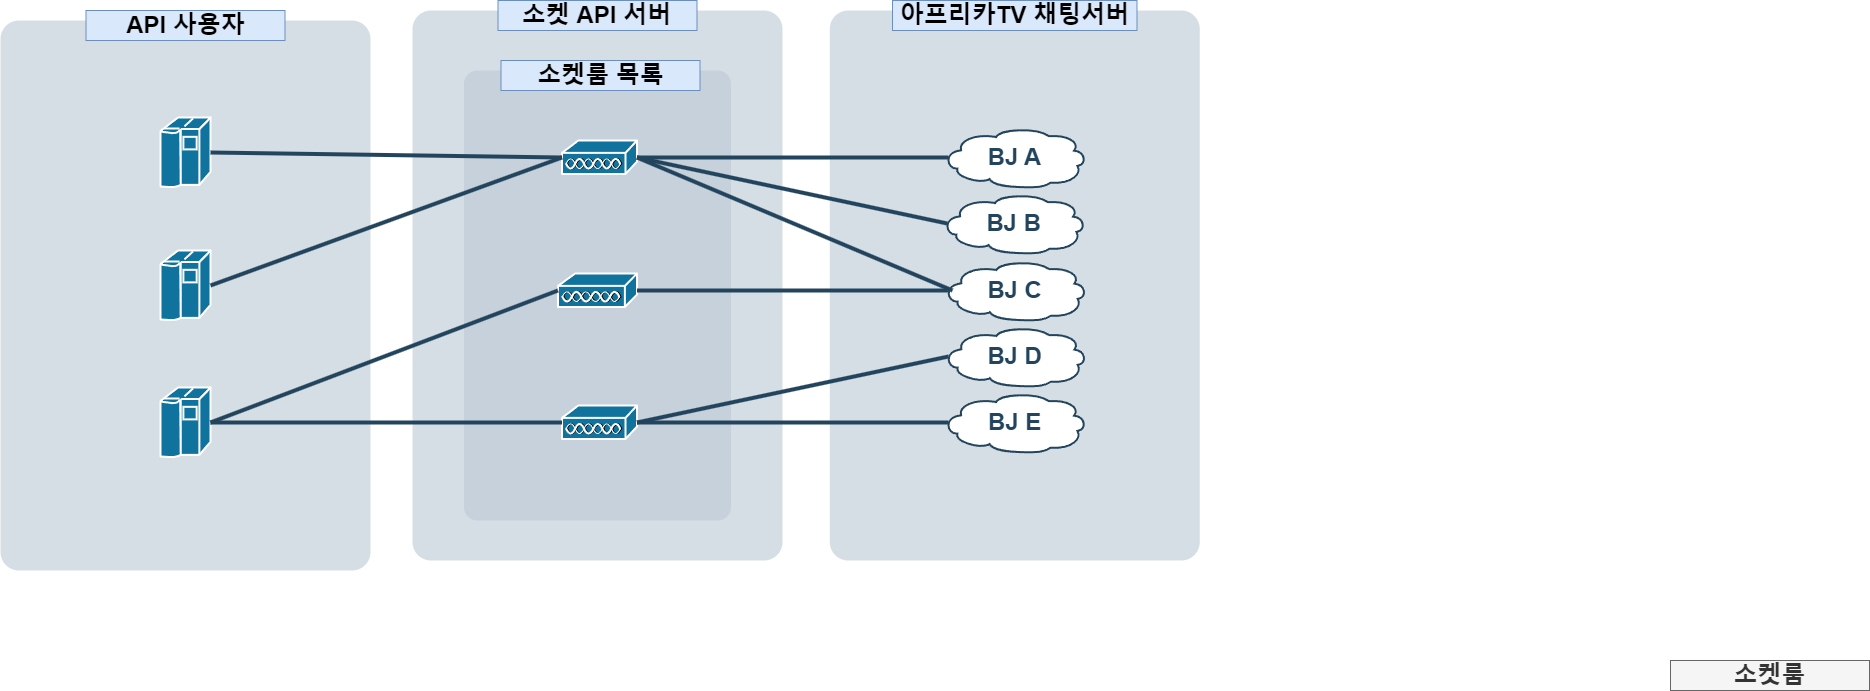 API 사용자
소켓 API 서버
아프리카TV 채팅서버
소켓룸 목록
BJ A
BJ B
BJ C
BJ D
BJ E
소켓룸